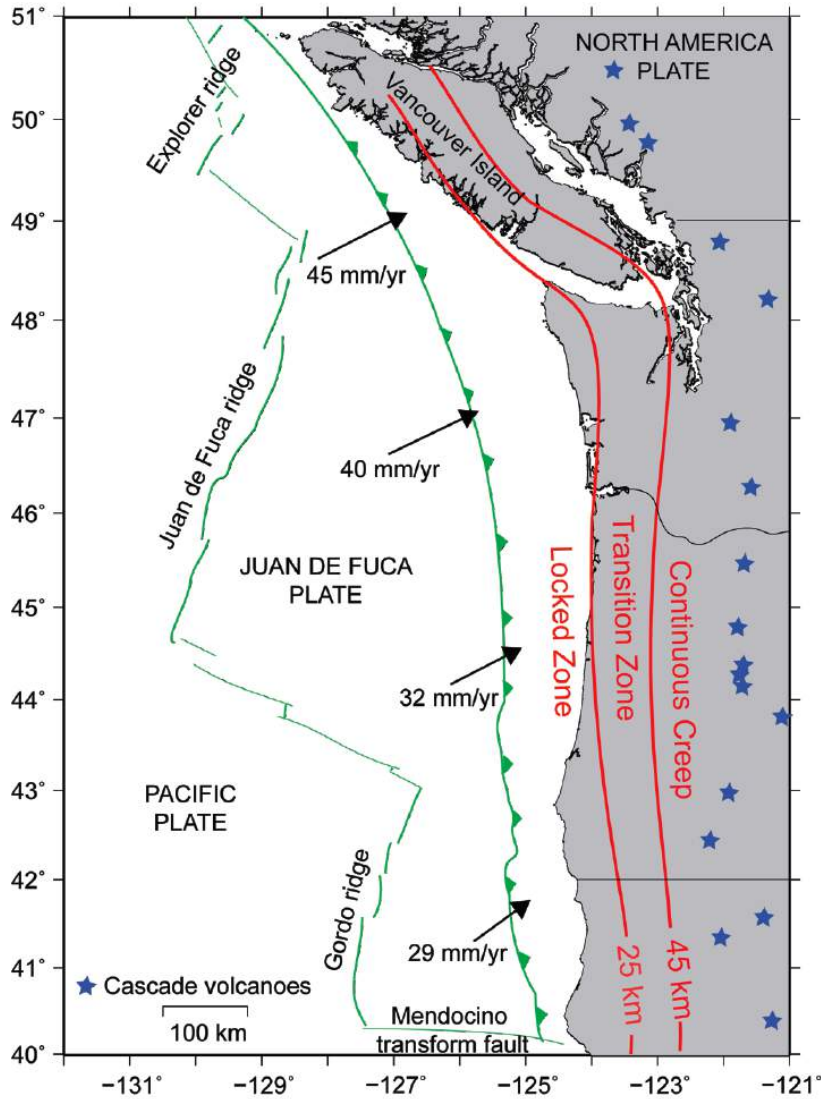 51°
50°
49°
48°
47°
46°
45°
44°
43°
42°
41°
40°
−131°
−129°
−127°
−125°
−123°
−121°
NORTH AMERICA
PLATE
Explorer ridge
Vancouver Island
45 mm/yr
Juan de Fuca ridge
40 mm/yr
JUAN DE FUCA
PLATE
Locked Zone
Transition Zone
Continuous Creep
32 mm/yr
PACIFIC
PLATE
Gordo ridge
29 mm/yr
25 km
45 km
Cascade volcanoes
100 km
Mendocino
transform fault